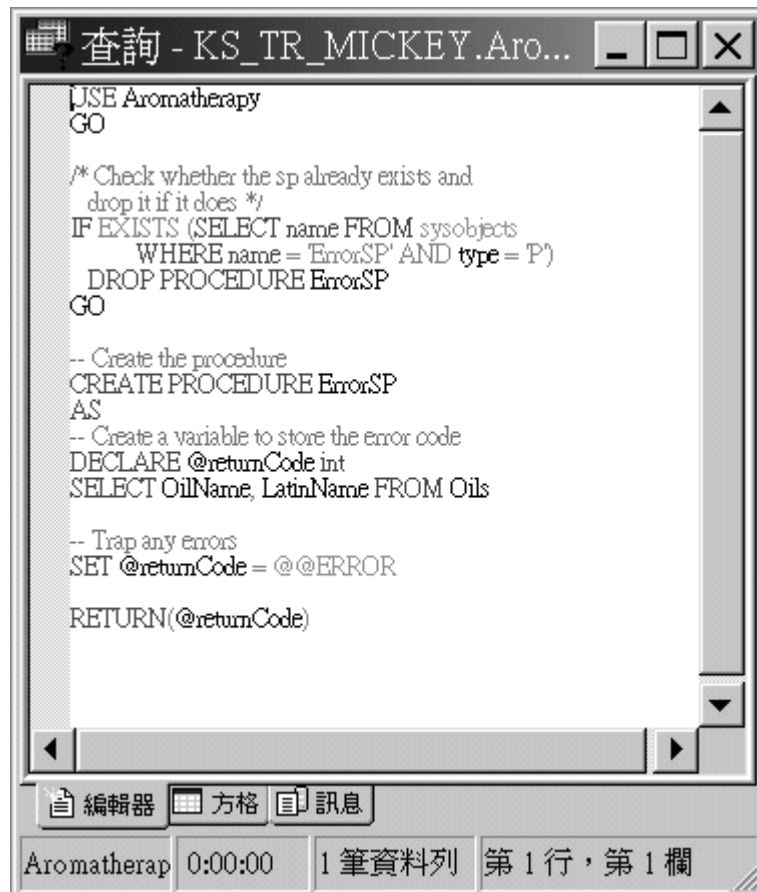 查詢 - KS_TR_MICKEY.Aro...
USE Aromatherapy
GO
/* Check whether the sp already exists and
drop it if it does */
IF EXISTS (SELECT name FROM sysobjects
WHERE name = 'ErrorSP' AND type = 'P')
DROP PROCEDURE ErrorSP
GO
-- Create the procedure
CREATE PROCEDURE ErrorSP
AS
-- Create a variable to store the error code
DECLARE @returnCode int
SELECT OilName, LatinName FROM Oils
-- Trap any errors
SET @returnCode = @@ERROR
RETURN(@returnCode)
編輯器 方格 訊息
Aromatherap 0:00:00 1 筆資料列 第 1 行，第 1 欄